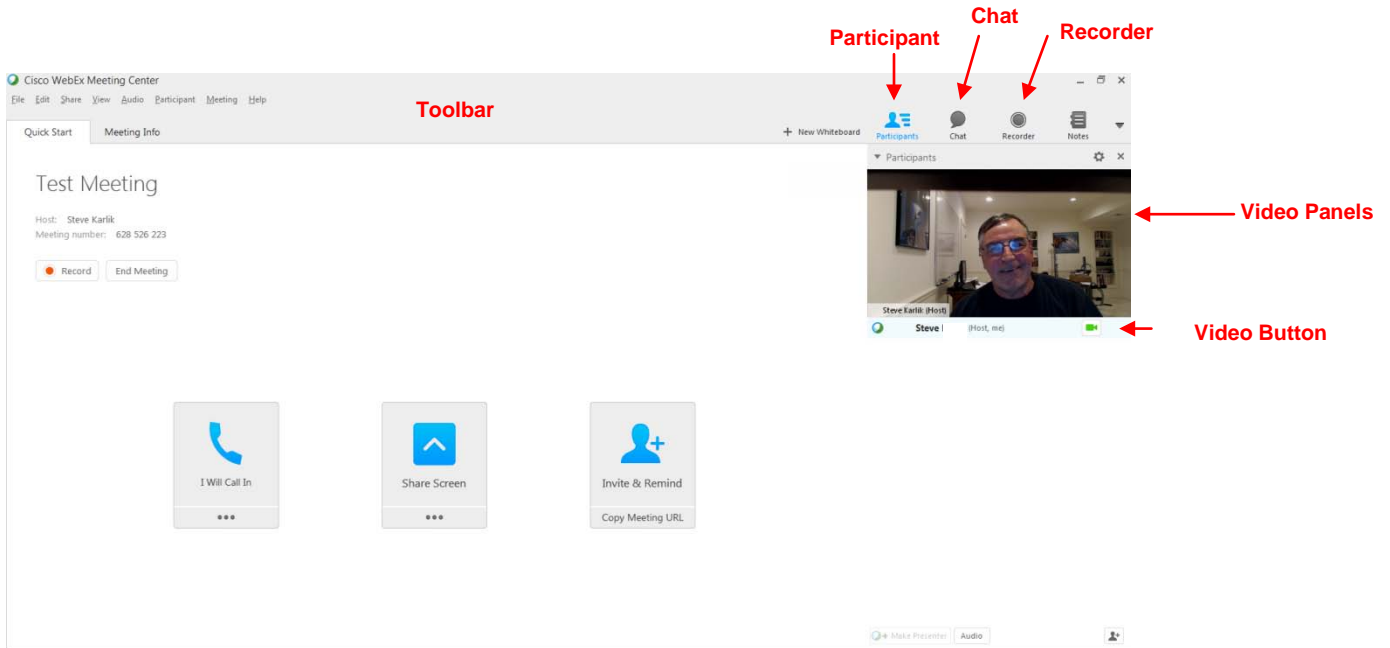 Chat
Participant
Recorder
Cisco WebEx Meeting Center
File Edit Share View Audio Participant Meeting Help
Toolbar
Quick Start Meeting Info
New Whiteboard
Participants Chat Recorder Notes
Participants
Test Meeting
Host: Steve Karlik
Meeting number: 628 526 223
Record End Meeting
Video Panels
Steve Karlik (Host)
Steve (Host, me)
Video Button
I Will Call In
Share Screen
Invite & Remind
Copy Meeting URL
Make Presenter Audio